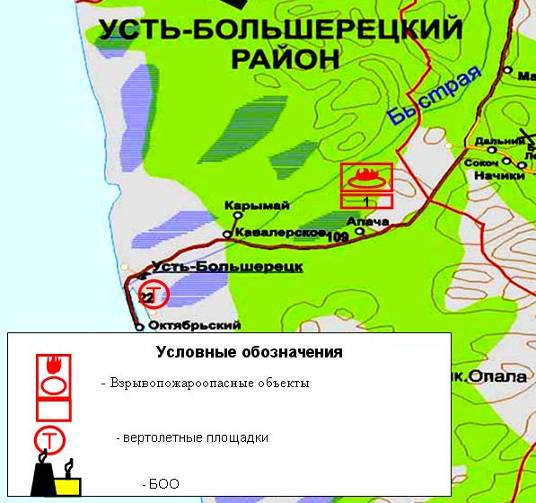 УСТЬ-БОЛЬШЕРЕЦКИЙ
РАЙОН
Быстрая
Ма
Дальний
Сокоч
Начики
1
Карымай
Апача
Кавалерское
109
Усть-Большерецк
Т
22
Октябрьский
Условные обозначения
- Взрывопожароопасные объекты
лк.Опала
Т
- вертолетные площадки
- БОО